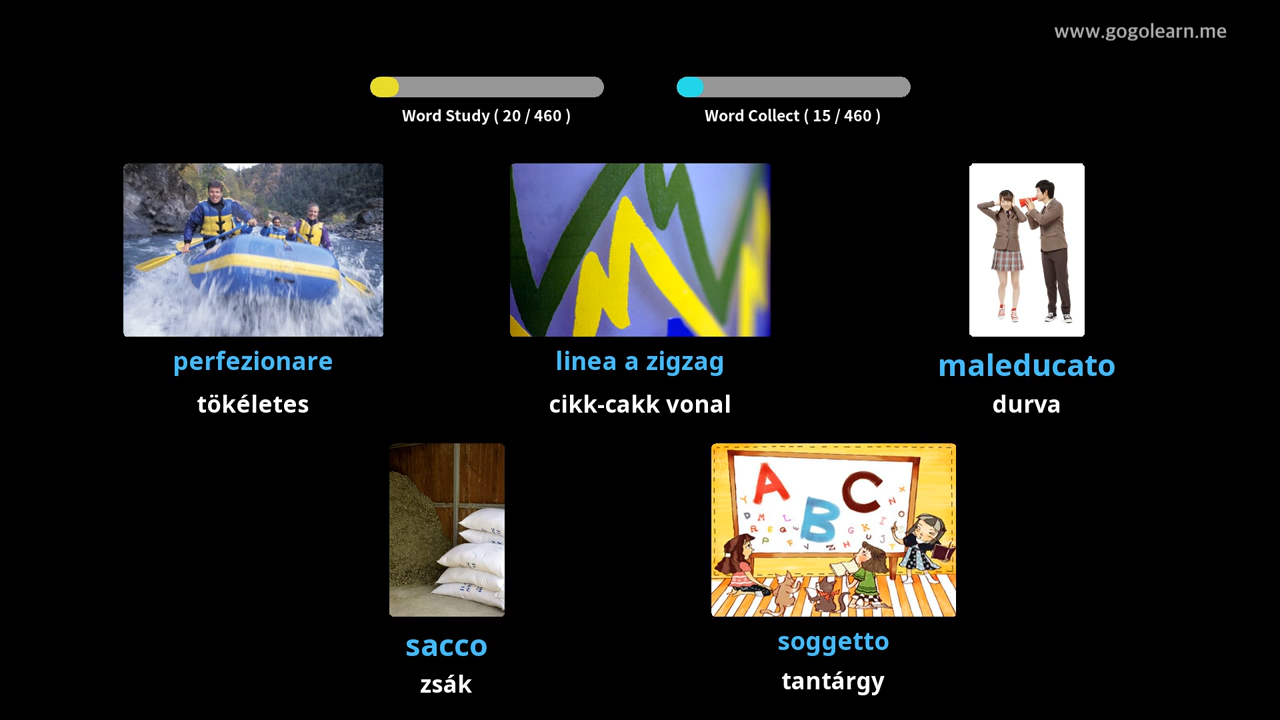 www.gogolearn.me
Word Study ( 20 / 460 )
Word Collect ( 15 / 460 )
perfezionare
tökéletes
linea a zigzag
cikk-cakk vonal
maleducato
durva
A B C
sacco
zsák
soggetto
tantárgy